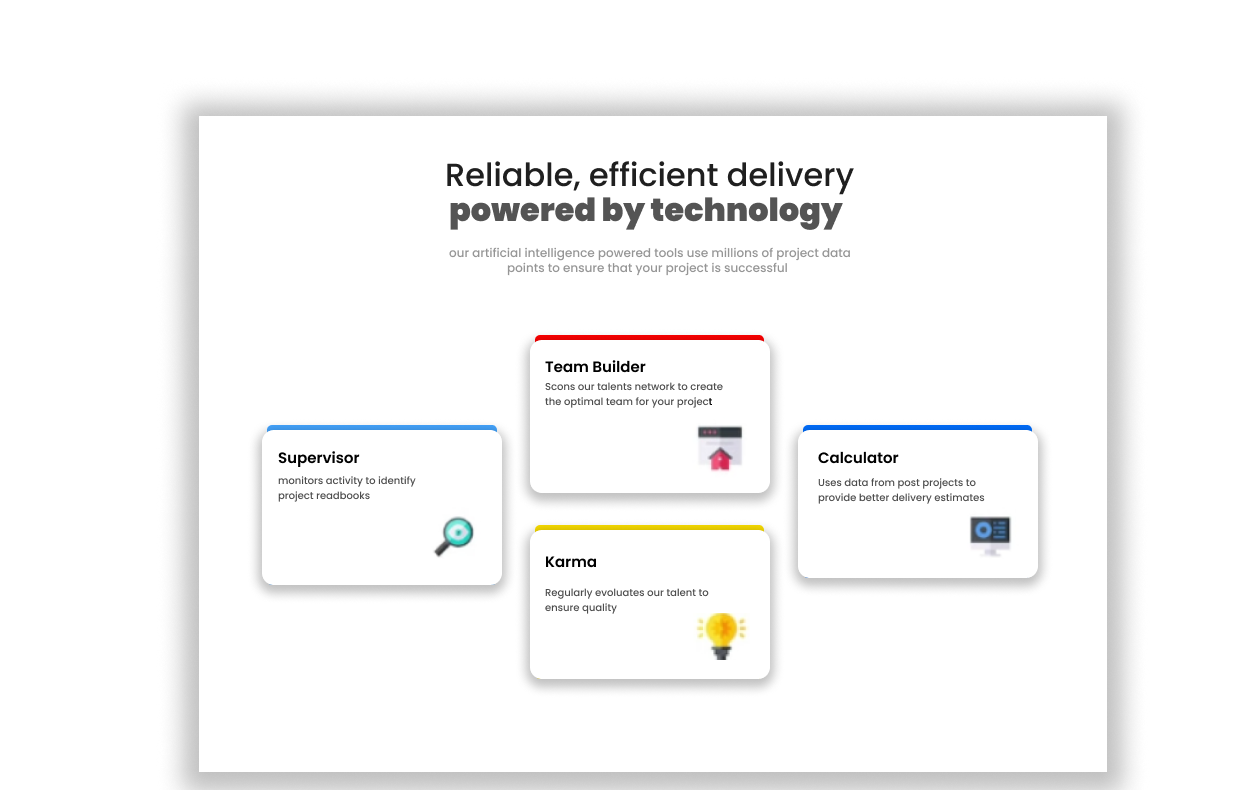 Reliable, efficient delivery
powered by technology
our artificial intelligence powered tools use millions of project data
points to ensure that your project is successful
Team Builder
Scons our talents network to create
the optimal team for your project
Supervisor
monitors activity to identify
project readbooks
Calculator
Uses data from post projects to
provide better delivery estimates
Karma
Regularly evoluates our talent to
ensure quality